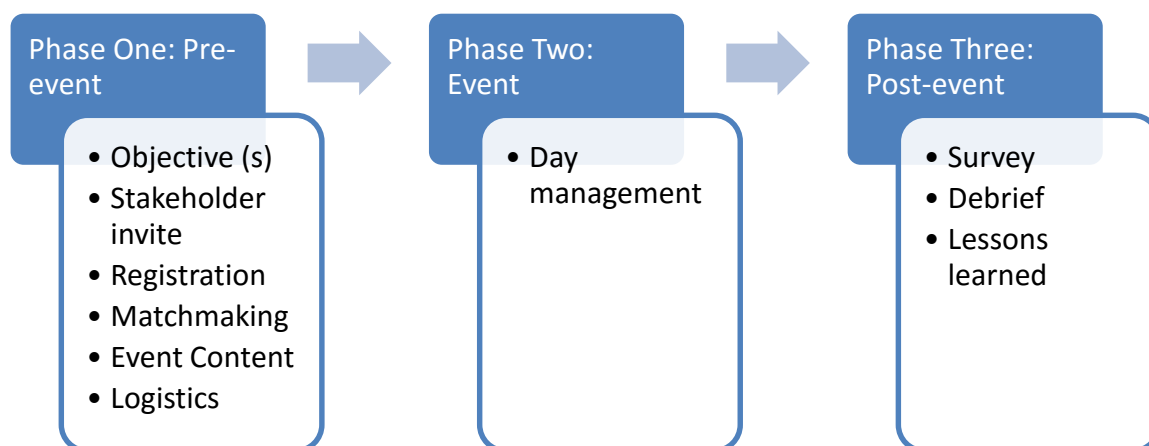 Phase One: Pre-
event
• Objective (s)
• Stakeholder
invite
• Registration
• Matchmaking
• Event Content
• Logistics
Phase Two:
Event
• Day
management
Phase Three:
Post-event
• Survey
• Debrief
• Lessons
learned